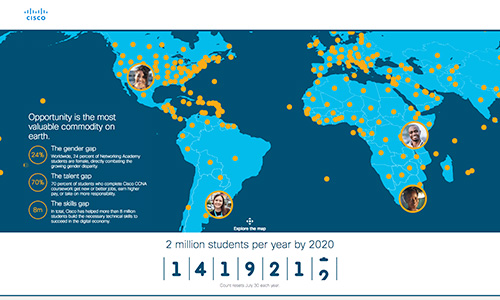 CISCO
Opportunity is the most
valuable commodity on
earth.
24%
The gender gap
Worldwide, 24 percent of Networking Academy
students are female, directly combating the
growing gender disparity.
70%
The talent gap
70 percent of students who complete Cisco CCNA
coursework get new or better jobs, earn higher
pay, or take on more responsibility.
8m
The skills gap
In total, Cisco has helped more than 8 million
students build the necessary technical skills to
succeed in the digital economy.
Explore the map
2 million students per year by 2020
1 4 1 9 2 1
Count resets July 30 each year.